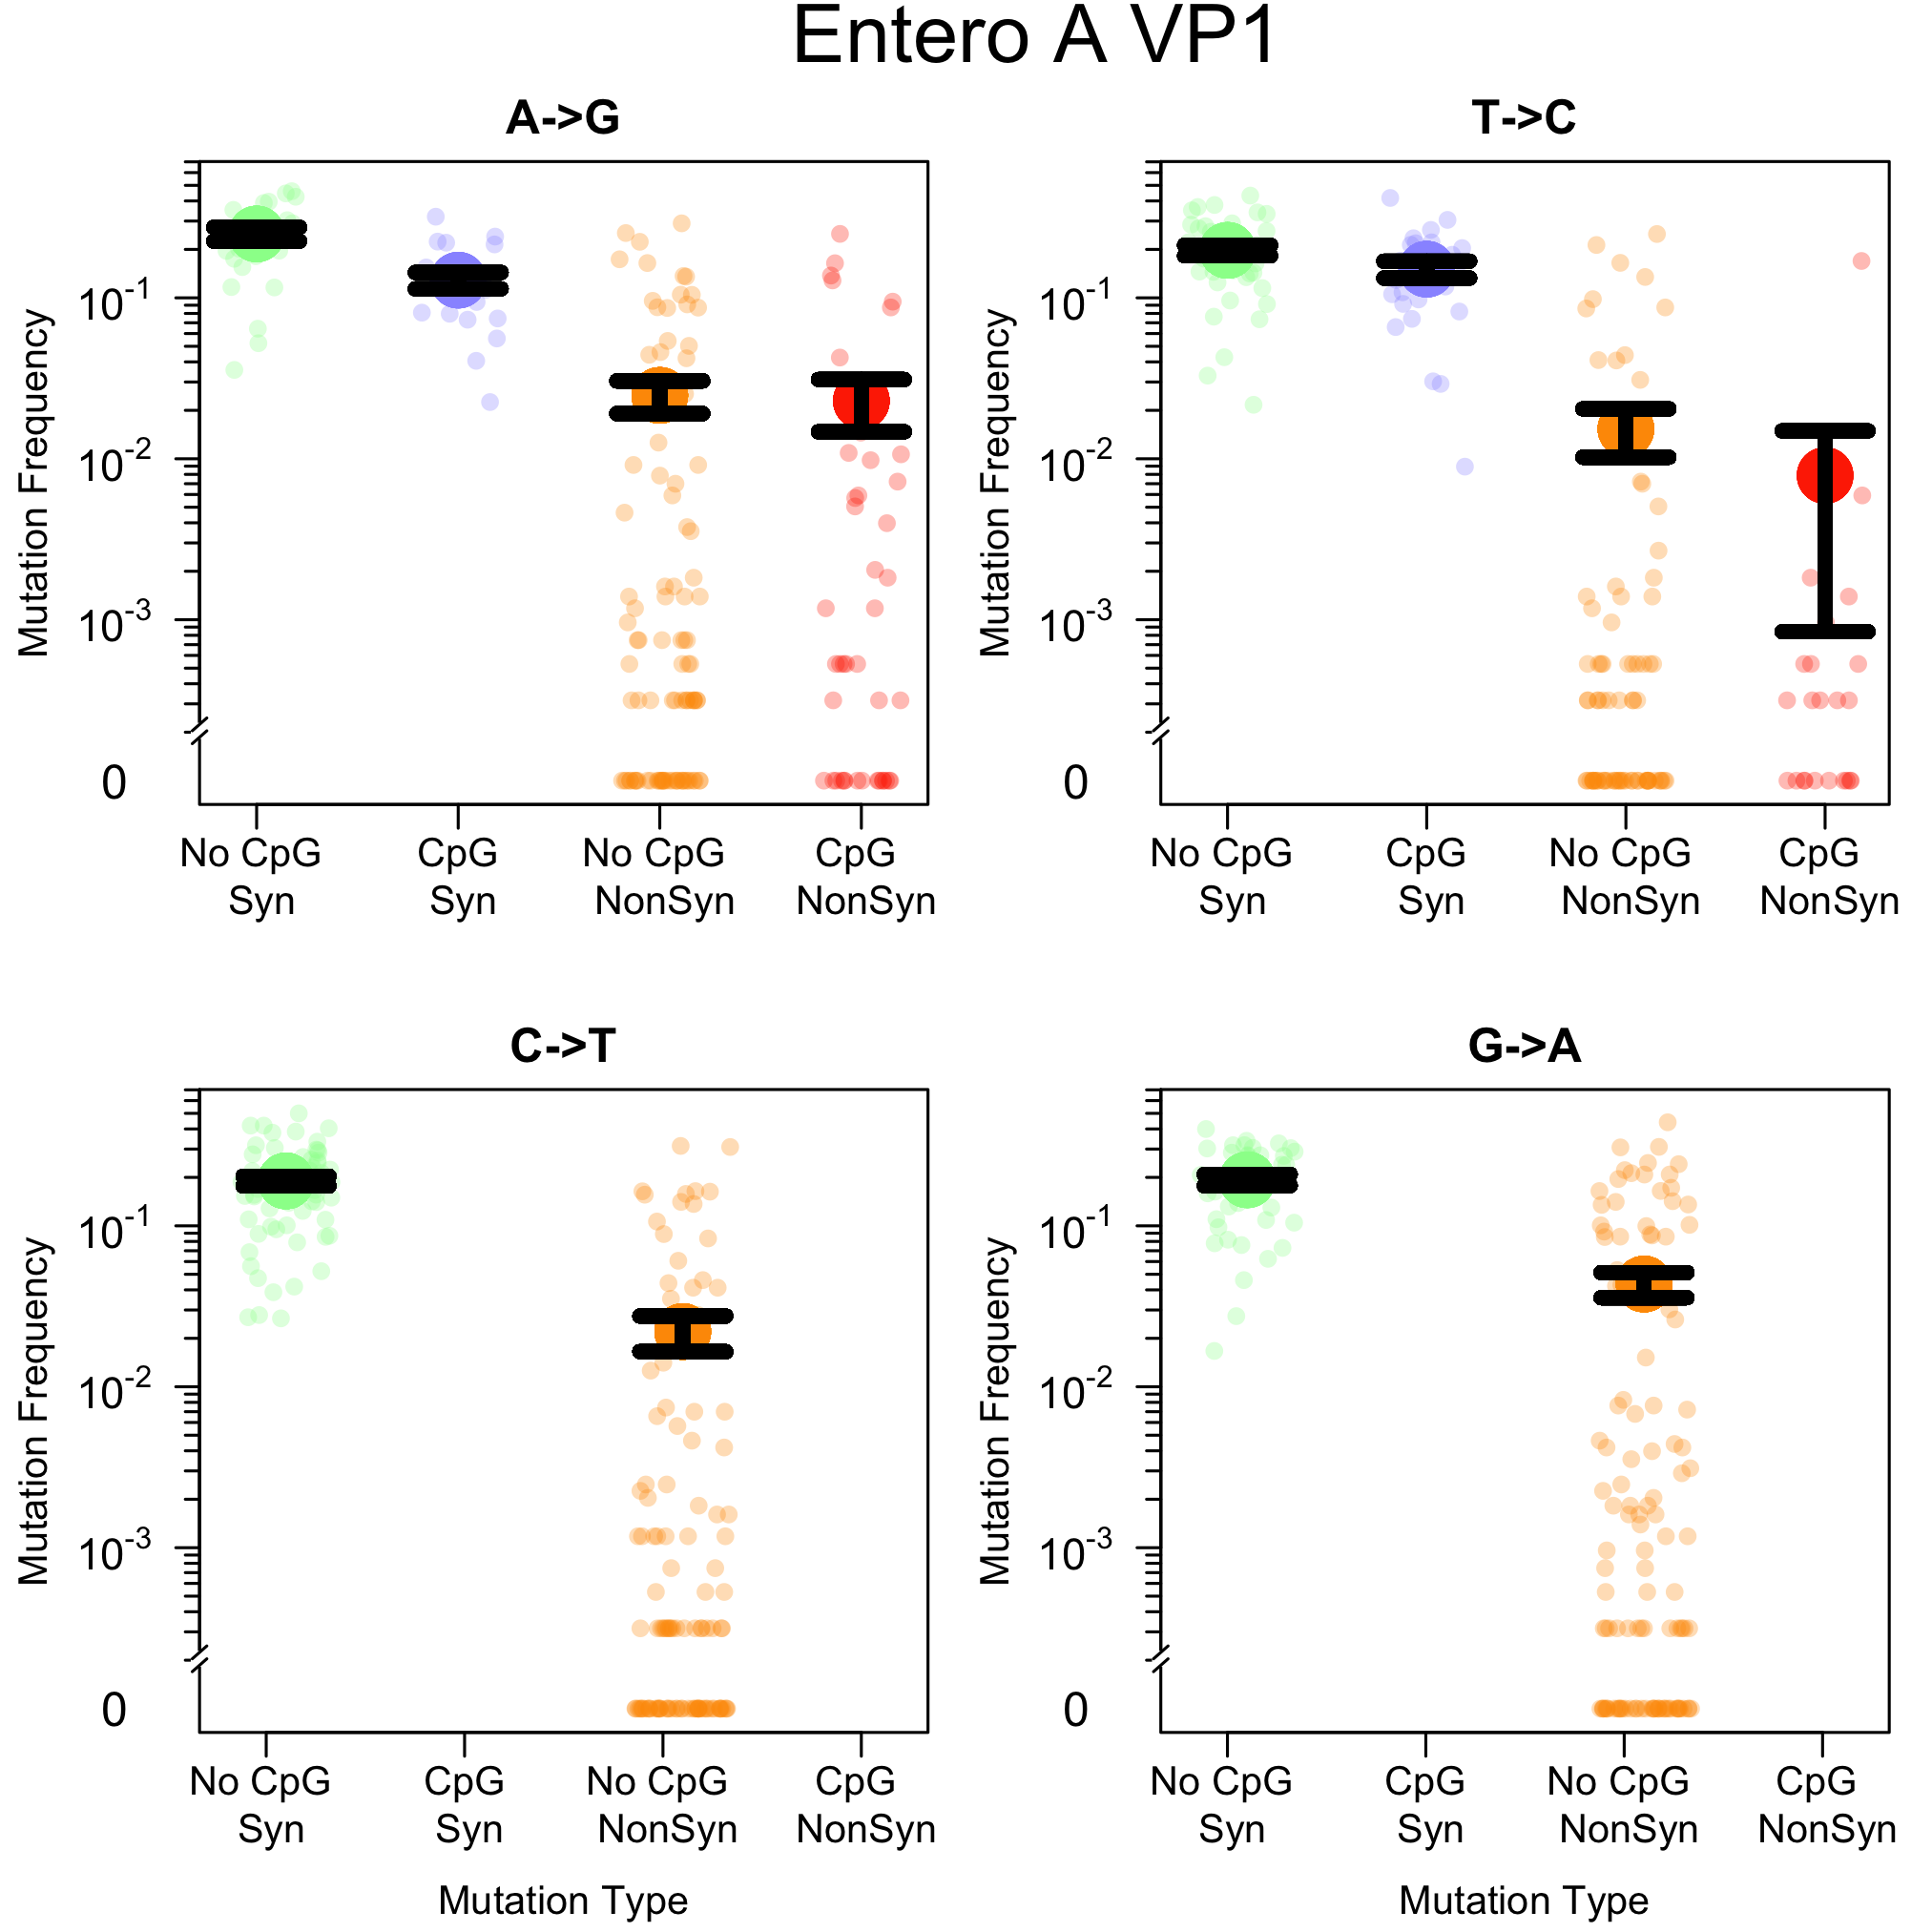 Entero A VP1
A->G
Mutation Frequency
10-1
10-2
10-3
0
No CpG CpG No CpG CpG
Syn Syn NonSyn NonSyn
T->C
Mutation Frequency
10-1
10-2
10-3
0
No CpG CpG No CpG CpG
Syn Syn NonSyn NonSyn
C->T
Mutation Frequency
10-1
10-2
10-3
0
No CpG CpG No CpG CpG
Syn Syn NonSyn NonSyn
Mutation Type
G->A
Mutation Frequency
10-1
10-2
10-3
0
No CpG CpG No CpG CpG
Syn Syn NonSyn NonSyn
Mutation Type